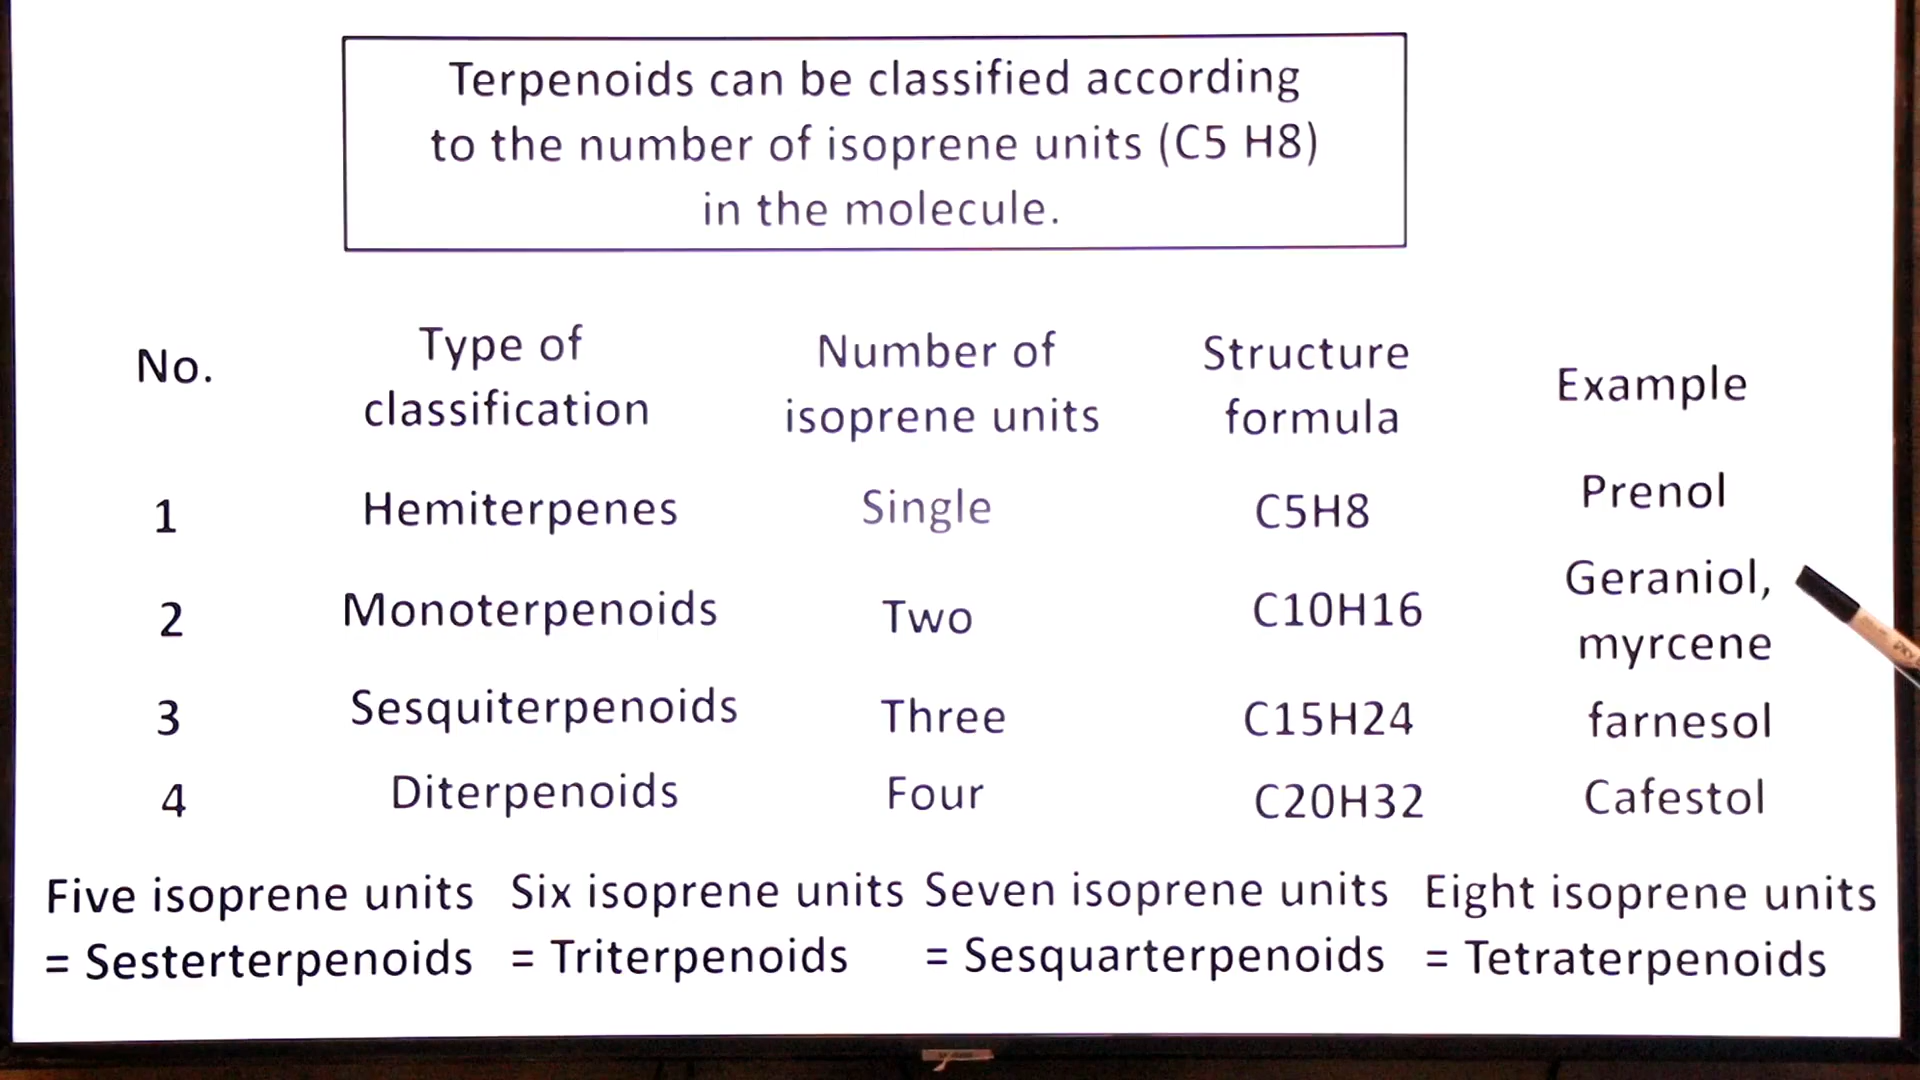 Terpenoids can be classified according
to the number of isoprene units (C5 H8)
in the molecule.
No.
Type of
classification
Number of
isoprene units
Structure
formula
Example
1 Hemiterpenes Single C5H8 Prenol
2 Monoterpenoids Two C10H16 Geraniol,
myrcene
3 Sesquiterpenoids Three C15H24 farnesol
4 Diterpenoids Four C20H32 Cafestol
Five isoprene units
= Sesterterpenoids
Six isoprene units
= Triterpenoids
Seven isoprene units
= Sesquarterpenoids
Eight isoprene units
= Tetraterpenoids